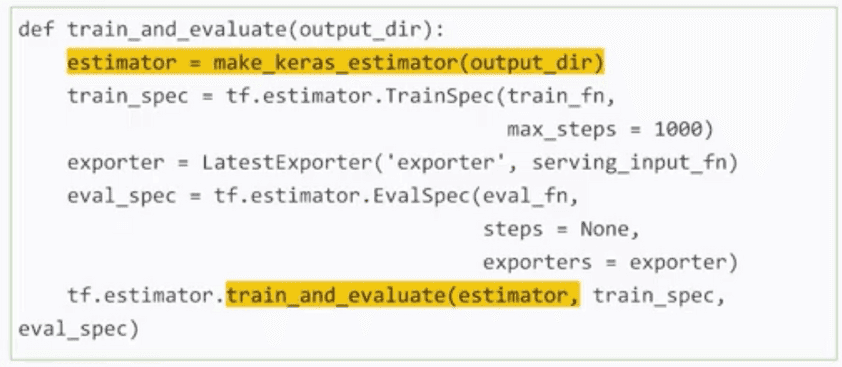 def train_and_evaluate(output_dir):
    estimator = make_keras_estimator(output_dir)
    train_spec = tf.estimator.TrainSpec(train_fn,
                                        max_steps = 1000)
    exporter = LatestExporter('exporter', serving_input_fn)
    eval_spec = tf.estimator.EvalSpec(eval_fn,
                                      steps = None,
                                      exporters = exporter)
    tf.estimator.train_and_evaluate(estimator, train_spec,
eval_spec)